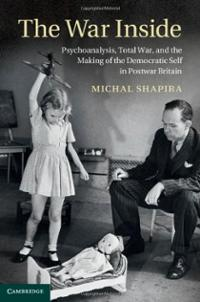 The War Inside
Psychoanalysis, Total War, and the
Making of the Democratic Self
in Postwar Britain
MICHAL SHAPIRA
CAMBRIDGE